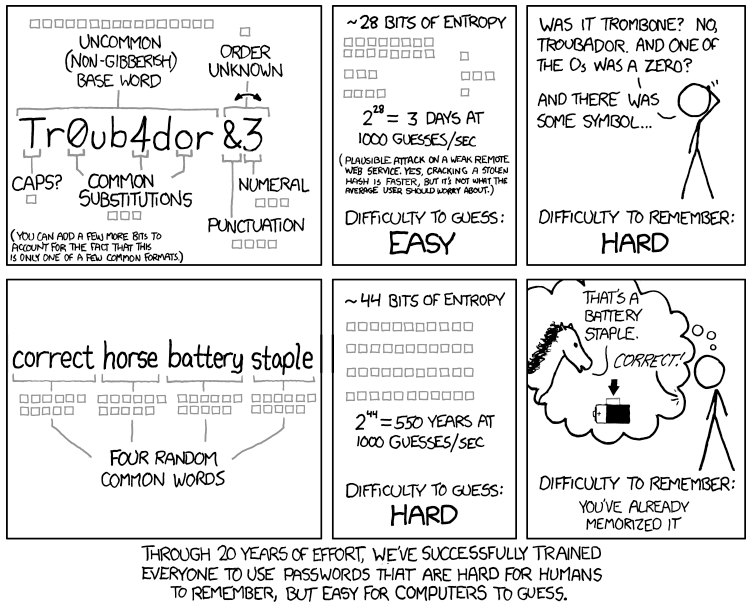 UNCOMMON
(NON-GIBBERISH)
BASE WORD
ORDER
UNKNOWN
Tr0ub4dor &3
CAPS?
COMMON
SUBSTITUTIONS
NUMERAL
PUNCTUATION
(YOU CAN ADD A FEW MORE BITS TO
ACCOUNT FOR THE FACT THAT THIS
IS ONLY ONE OF A FEW COMMON FORMATS.)
~28 BITS OF ENTROPY
2^28 = 3 DAYS AT
1000 GUESSES/SEC
(PLAUSIBLE ATTACK ON A WEAK REMOTE
WEB SERVICE. YES, CRACKING A STOLEN
HASH IS FASTER, BUT IT'S NOT WHAT THE
AVERAGE USER SHOULD WORRY ABOUT.)
DIFFICULTY TO GUESS:
EASY
WAS IT TROMBONE? NO,
TROUBADOR. AND ONE OF
THE Os WAS A ZERO?
AND THERE WAS
SOME SYMBOL...
DIFFICULTY TO REMEMBER:
HARD
correct horse battery staple
FOUR RANDOM
COMMON WORDS
~44 BITS OF ENTROPY
2^44 = 550 YEARS AT
1000 GUESSES/SEC
DIFFICULTY TO GUESS:
HARD
THAT'S A
BATTERY
STAPLE.
CORRECT!
DIFFICULTY TO REMEMBER:
YOU'VE ALREADY
MEMORIZED IT
THROUGH 20 YEARS OF EFFORT, WE'VE SUCCESSFULLY TRAINED
EVERYONE TO USE PASSWORDS THAT ARE HARD FOR HUMANS
TO REMEMBER, BUT EASY FOR COMPUTERS TO GUESS.